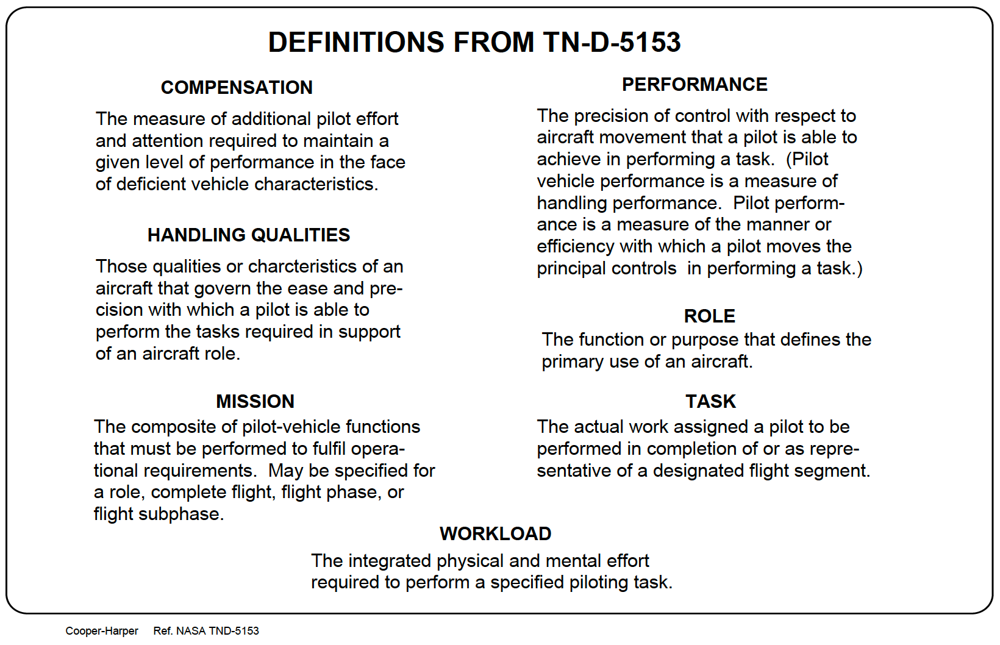 DEFINITIONS FROM TN-D-5153
COMPENSATION
The measure of additional pilot effort
and attention required to maintain a
given level of performance in the face
of deficient vehicle characteristics.
HANDLING QUALITIES
Those qualities or charcteristics of an
aircraft that govern the ease and pre-
cision with which a pilot is able to
perform the tasks required in support
of an aircraft role.
MISSION
The composite of pilot-vehicle functions
that must be performed to fulfil opera-
tional requirements.  May be specified for
a role, complete flight, flight phase, or
flight subphase.
PERFORMANCE
The precision of control with respect to
aircraft movement that a pilot is able to
achieve in performing a task.  (Pilot
vehicle performance is a measure of
handling performance.  Pilot perform-
ance is a measure of the manner or
efficiency with which a pilot moves the
principal controls  in performing a task.)
ROLE
The function or purpose that defines the
primary use of an aircraft.
TASK
The actual work assigned a pilot to be
performed in completion of or as repre-
sentative of a designated flight segment.
WORKLOAD
The integrated physical and mental effort
required to perform a specified piloting task.
Cooper-Harper     Ref. NASA TND-5153